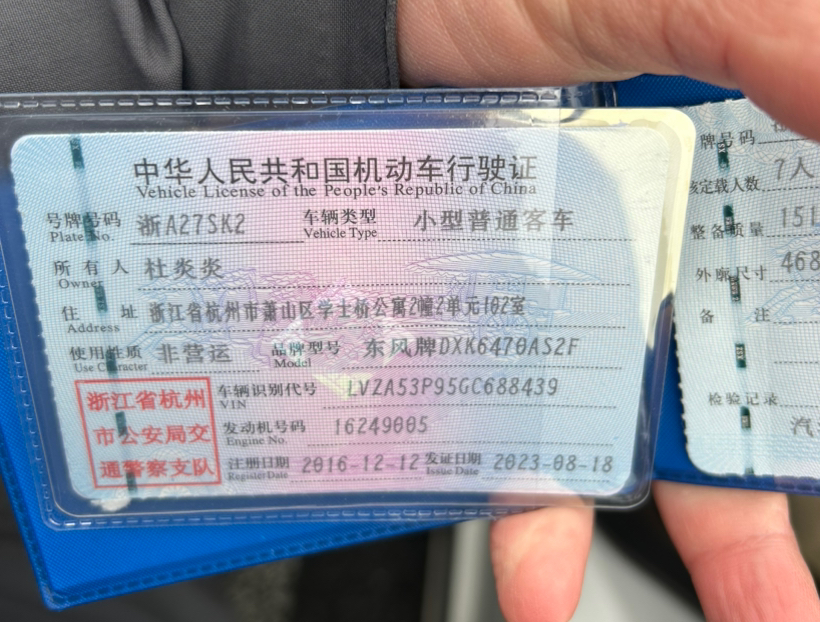 中华人民共和国机动车行驶证
Vehicle License of the People's Republic of China
号牌号码 浙A27SK2 车辆类型 小型普通客车
Plate No. Vehicle Type
所有人 杜炎炎
Owner
住址 浙江省杭州市萧山区学士桥公寓2幢2单元102室
Address
使用性质 非营运 品牌型号 东风牌DXK6470AS2F
Use Character Model
浙江省杭州
市公安局交
通警察支队
车辆识别代号 LVZA53P95GC688439
VIN
发动机号码 16249005
Engine No.
注册日期 2016-12-12 发证日期 2023-08-18
Register Date Issue Date
牌号码
核定载人数 7人
整备质量 151
外廓尺寸 468
备注
检验记录
汽